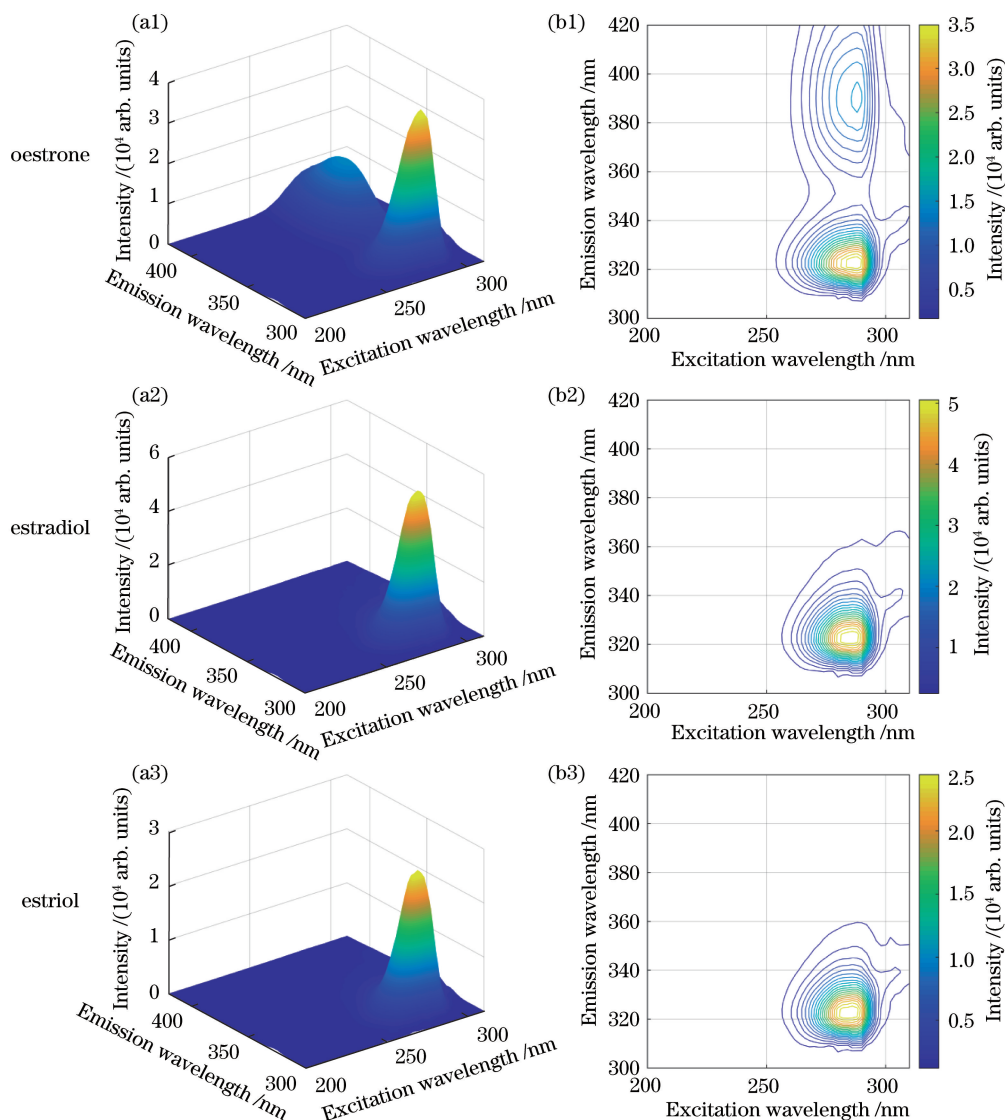 oestrone
(a1)
Intensity /(10⁴ arb. units)
4
3
2
1
0
400
350
300
Emission wavelength /nm
200
250
300
Excitation wavelength /nm
(b1)
Emission wavelength /nm
420
400
380
360
340
320
300
200
250
300
Excitation wavelength /nm
3.5
3.0
2.5
2.0
1.5
1.0
0.5
Intensity /(10⁴ arb. units)
estradiol
(a2)
Intensity /(10⁴ arb. units)
6
4
2
0
400
350
300
Emission wavelength /nm
200
250
300
Excitation wavelength /nm
(b2)
Emission wavelength /nm
420
400
380
360
340
320
300
200
250
300
Excitation wavelength /nm
5
4
3
2
1
Intensity /(10⁴ arb. units)
estriol
(a3)
Intensity /(10⁴ arb. units)
3
2
1
0
400
350
300
Emission wavelength /nm
200
250
300
Excitation wavelength /nm
(b3)
Emission wavelength /nm
420
400
380
360
340
320
300
200
250
300
Excitation wavelength /nm
2.5
2.0
1.5
1.0
0.5
Intensity /(10⁴ arb. units)